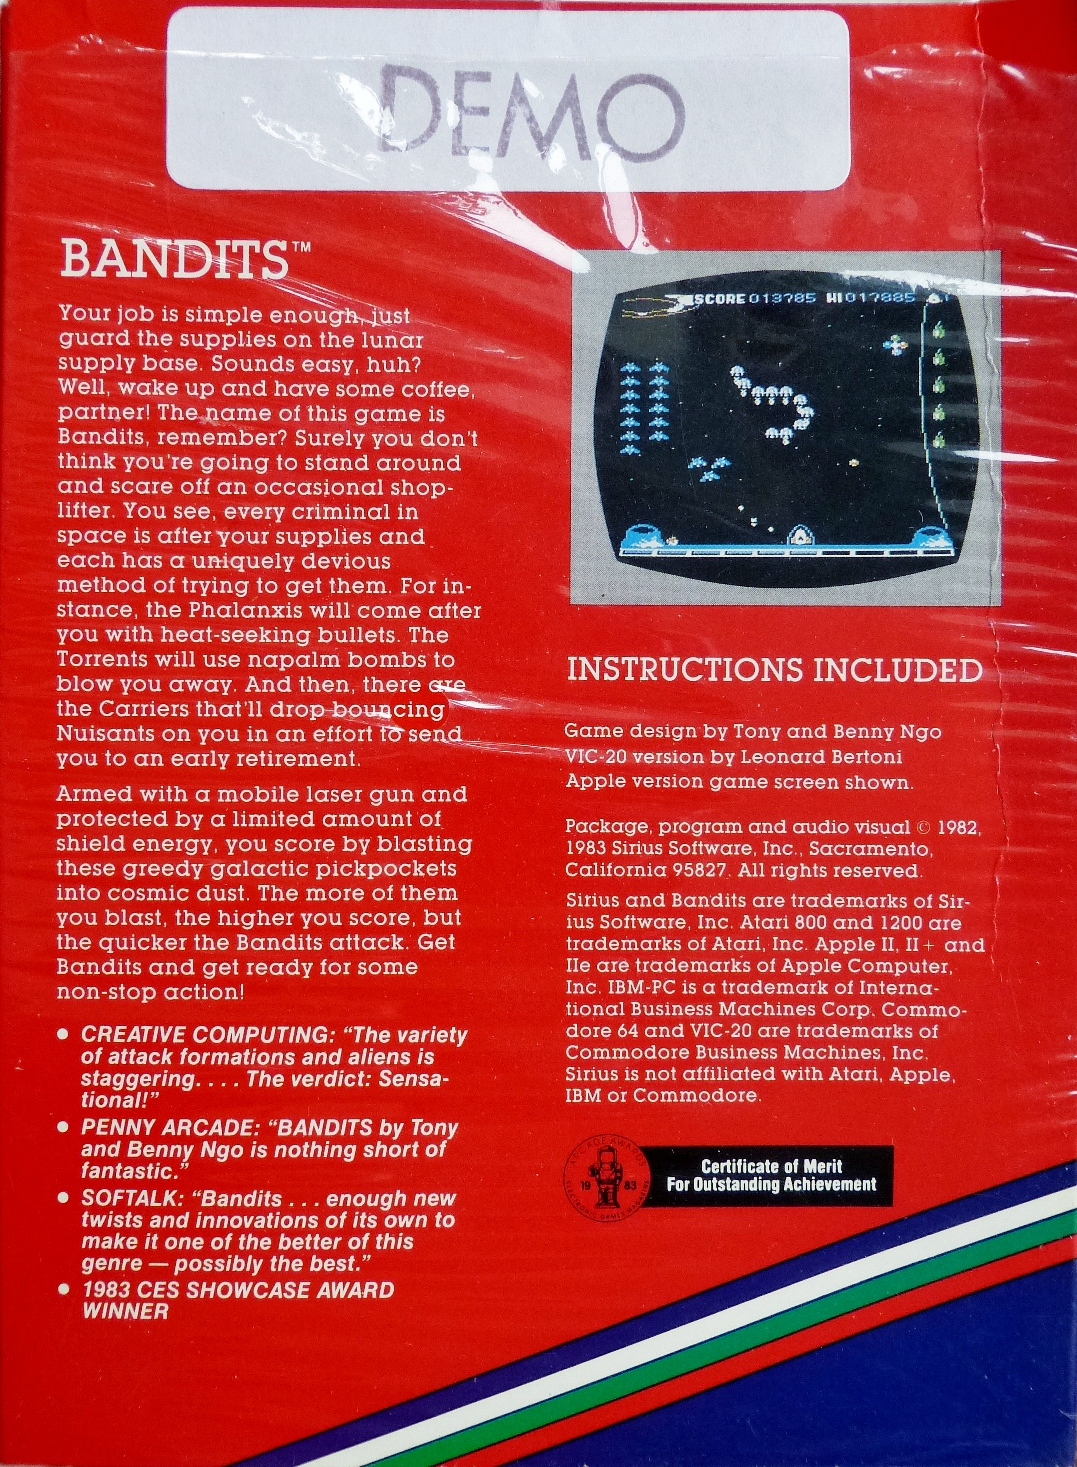 DEMO
BANDITS™
Your job is simple enough, just
guard the supplies on the lunar
supply base. Sounds easy, huh?
Well, wake up and have some coffee,
partner! The name of this game is
Bandits, remember? Surely you don't
think you're going to stand around
and scare off an occasional shop-
lifter. You see, every criminal in
space is after your supplies and
each has a uniquely devious
method of trying to get them. For in-
stance, the Phalanxis will come after
you with heat-seeking bullets. The
Torrents will use napalm bombs to
blow you away. And then, there are
the Carriers that'll drop bouncing
Nuisants on you in an effort to send
you to an early retirement.
Armed with a mobile laser gun and
protected by a limited amount of
shield energy, you score by blasting
these greedy galactic pickpockets
into cosmic dust. The more of them
you blast, the higher you score, but
the quicker the Bandits attack. Get
Bandits and get ready for some
non-stop action!
• CREATIVE COMPUTING: “The variety
of attack formations and aliens is
staggering. . . . The verdict: Sensa-
tional!”
• PENNY ARCADE: “BANDITS by Tony
and Benny Ngo is nothing short of
fantastic.”
• SOFTALK: “Bandits . . . enough new
twists and innovations of its own to
make it one of the better of this
genre — possibly the best.”
• 1983 CES SHOWCASE AWARD
WINNER
SCORE 013785 HI 017885
INSTRUCTIONS INCLUDED
Game design by Tony and Benny Ngo
VIC-20 version by Leonard Bertoni
Apple version game screen shown.
Package, program and audio visual © 1982,
1983 Sirius Software, Inc., Sacramento,
California 95827. All rights reserved.
Sirius and Bandits are trademarks of Sir-
ius Software, Inc. Atari 800 and 1200 are
trademarks of Atari, Inc. Apple II, II+ and
IIe are trademarks of Apple Computer,
Inc. IBM-PC is a trademark of Interna-
tional Business Machines Corp. Commo-
dore 64 and VIC-20 are trademarks of
Commodore Business Machines, Inc.
Sirius is not affiliated with Atari, Apple,
IBM or Commodore.
ARCADE AWARDS
1983
ELECTRONIC GAMES MAGAZINE
Certificate of Merit
For Outstanding Achievement